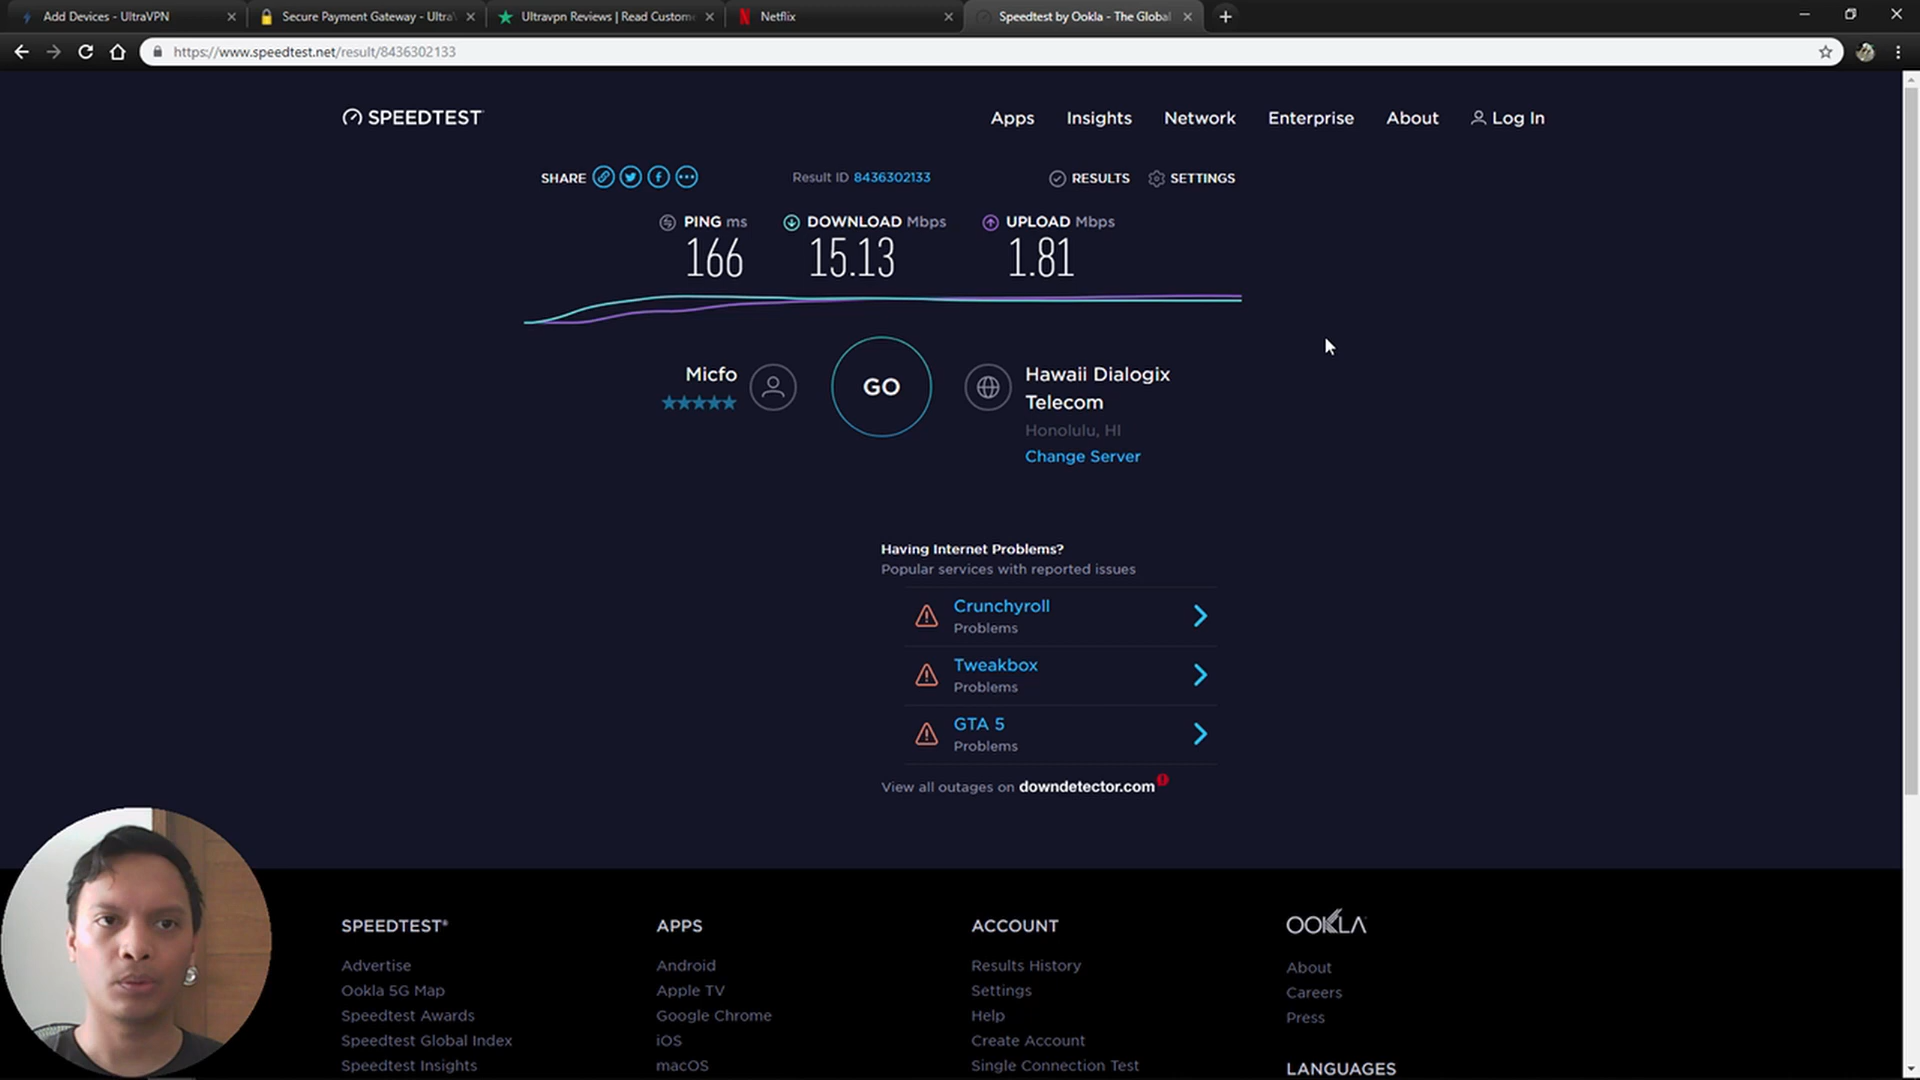 Add Devices - UltraVPN
Secure Payment Gateway - Ultra
Ultravpn Reviews | Read Custom
Netflix
Speedtest by Ookla - The Global
https://www.speedtest.net/result/8436302133
SPEEDTEST
Apps
Insights
Network
Enterprise
About
Log In
SHARE
Result ID 8436302133
RESULTS
SETTINGS
PING ms
DOWNLOAD Mbps
UPLOAD Mbps
166
15.13
1.81
Micfo
GO
Hawaii Dialogix
Telecom
Honolulu, HI
Change Server
Having Internet Problems?
Popular services with reported issues
Crunchyroll
Problems
Tweakbox
Problems
GTA 5
Problems
View all outages on downdetector.com
SPEEDTEST®
Advertise
Ookla 5G Map
Speedtest Awards
Speedtest Global Index
Speedtest Insights
APPS
Android
Apple TV
Google Chrome
iOS
macOS
ACCOUNT
Results History
Settings
Help
Create Account
Single Connection Test
OOKLA
About
Careers
Press
LANGUAGES